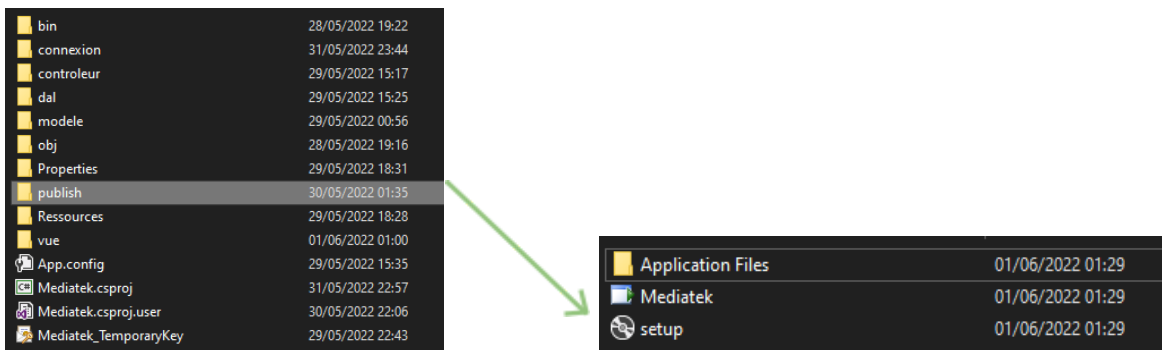 bin 28/05/2022 19:22
connexion 31/05/2022 23:44
controleur 29/05/2022 15:17
dal 29/05/2022 15:25
modele 29/05/2022 00:56
obj 28/05/2022 19:16
Properties 29/05/2022 18:31
publish 30/05/2022 01:35
Ressources 29/05/2022 18:28
vue 01/06/2022 01:00
App.config 29/05/2022 15:35
Mediatek.csproj 31/05/2022 22:57
Mediatek.csproj.user 30/05/2022 22:06
Mediatek_TemporaryKey 29/05/2022 22:43
Application Files 01/06/2022 01:29
Mediatek 01/06/2022 01:29
setup 01/06/2022 01:29